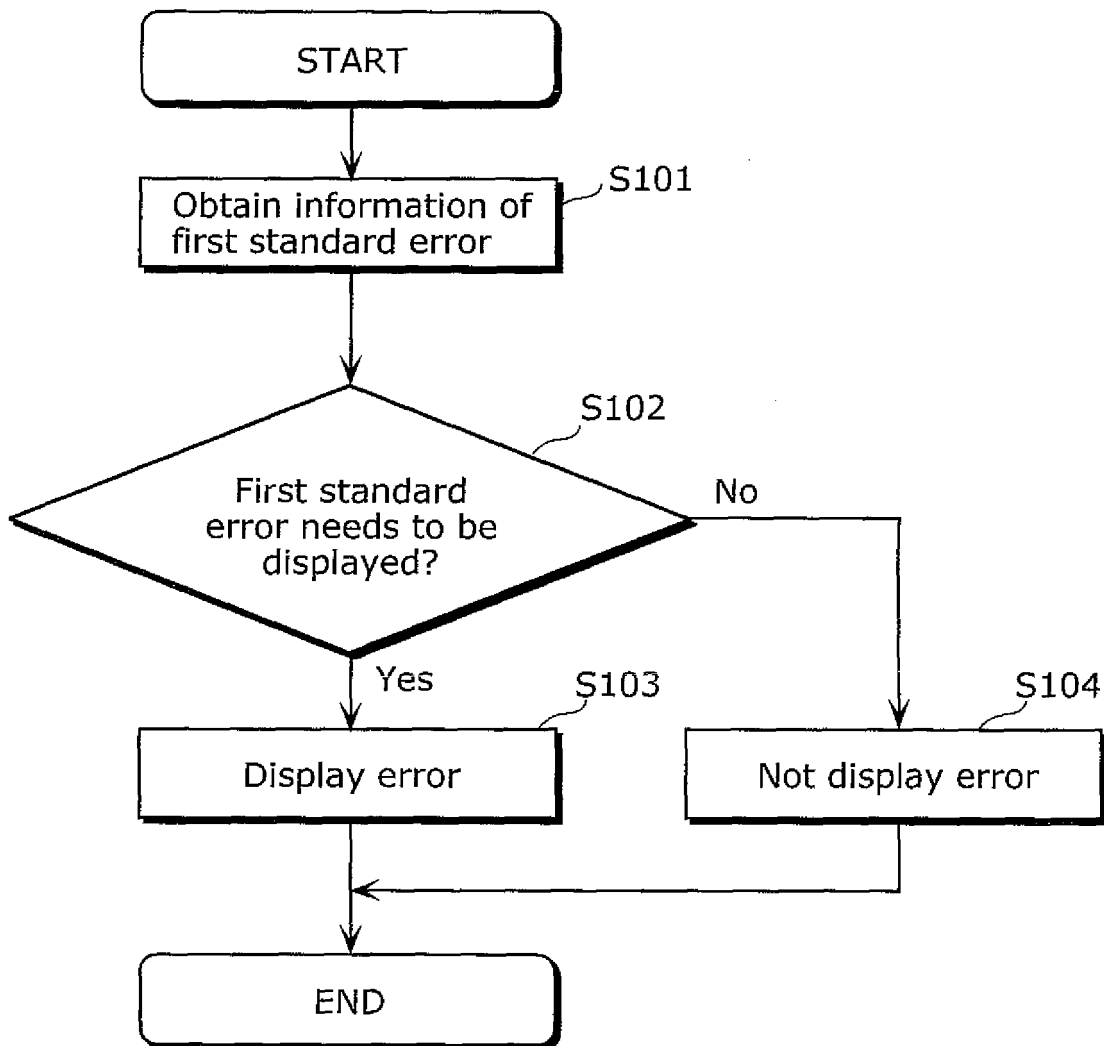 START
S101
Obtain information of
first standard error
S102
First standard
error needs to be
displayed?
No
Yes
S103
Display error
S104
Not display error
END